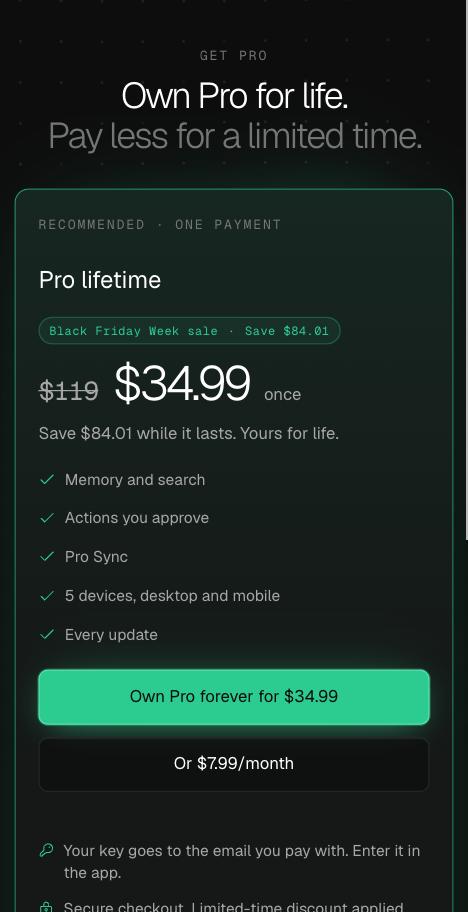 GET PRO
Own Pro for life.
Pay less for a limited time.
RECOMMENDED · ONE PAYMENT
Pro lifetime
Black Friday Week sale · Save $84.01
$119 $34.99 once
Save $84.01 while it lasts. Yours for life.
Memory and search
Actions you approve
Pro Sync
5 devices, desktop and mobile
Every update
Own Pro forever for $34.99
Or $7.99/month
Your key goes to the email you pay with. Enter it in
the app.
Secure checkout. Limited-time discount applied